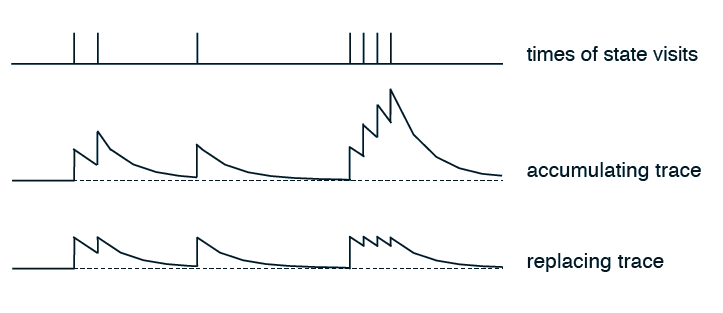 times of state visits
accumulating trace
replacing trace